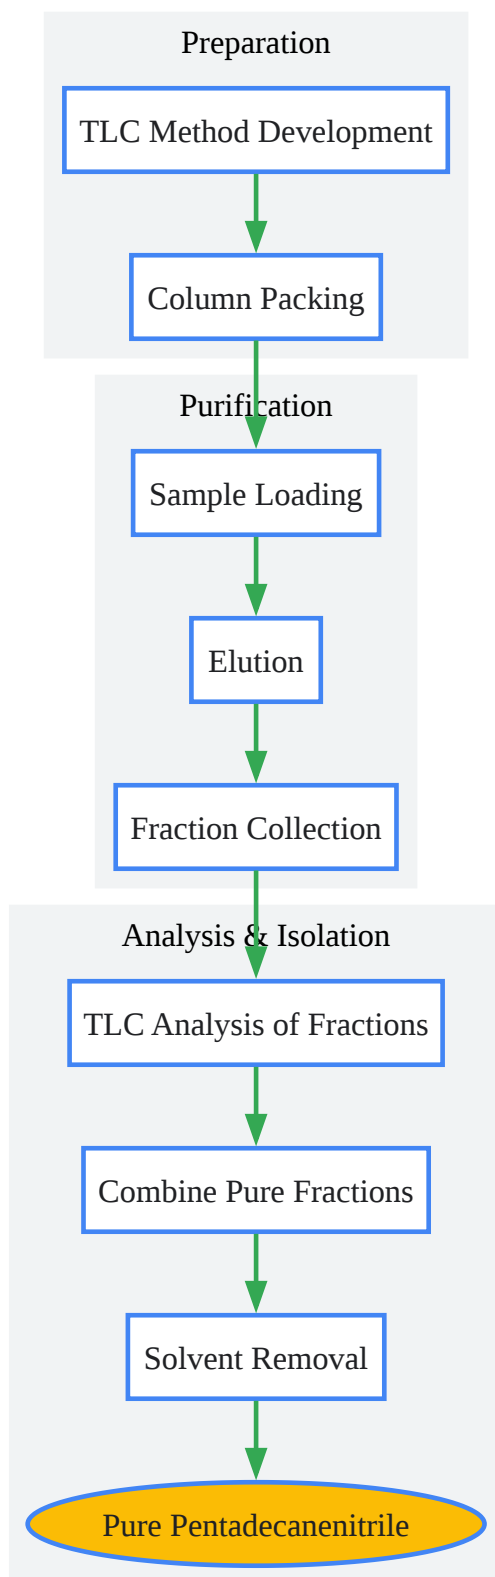 Preparation
TLC Method Development
Column Packing
Purification
Sample Loading
Elution
Fraction Collection
Analysis & Isolation
TLC Analysis of Fractions
Combine Pure Fractions
Solvent Removal
Pure Pentadecanenitrile